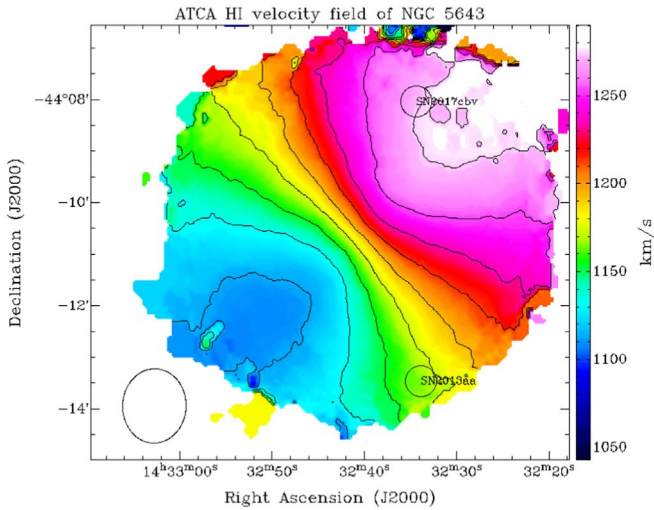 ATCA HI velocity field of NGC 5643
SN2017cbv
SN2013aa
-44°08′
-10′
-12′
-14′
Declination (J2000)
14ʰ33ᵐ00ˢ 32ᵐ50ˢ 32ᵐ40ˢ 32ᵐ30ˢ 32ᵐ20ˢ
Right Ascension (J2000)
1250
1200
1150
1100
1050
km/s